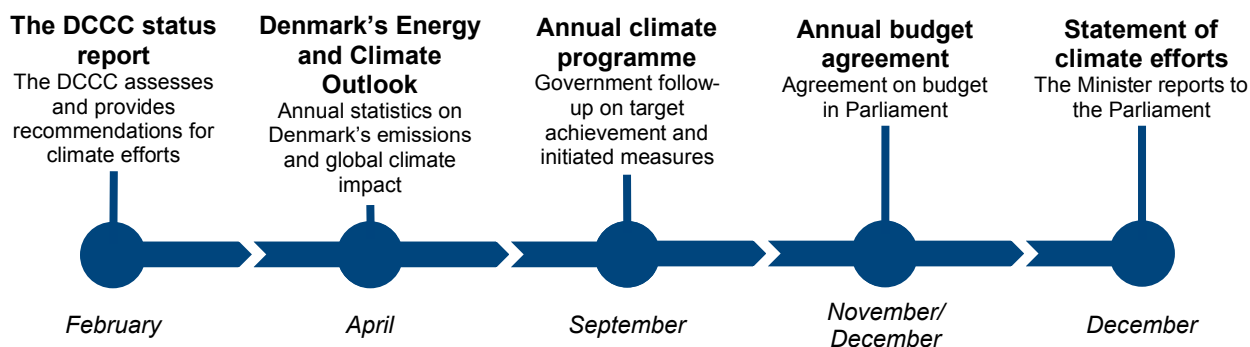 The DCCC status
report
The DCCC assesses
and provides
recommendations for
climate efforts
Denmark's Energy
and Climate
Outlook
Annual statistics on
Denmark's emissions
and global climate
impact
Annual climate
programme
Government follow-
up on target
achievement and
initiated measures
Annual budget
agreement
Agreement on budget
in Parliament
Statement of
climate efforts
The Minister reports to
the Parliament
February
April
September
November/
December
December